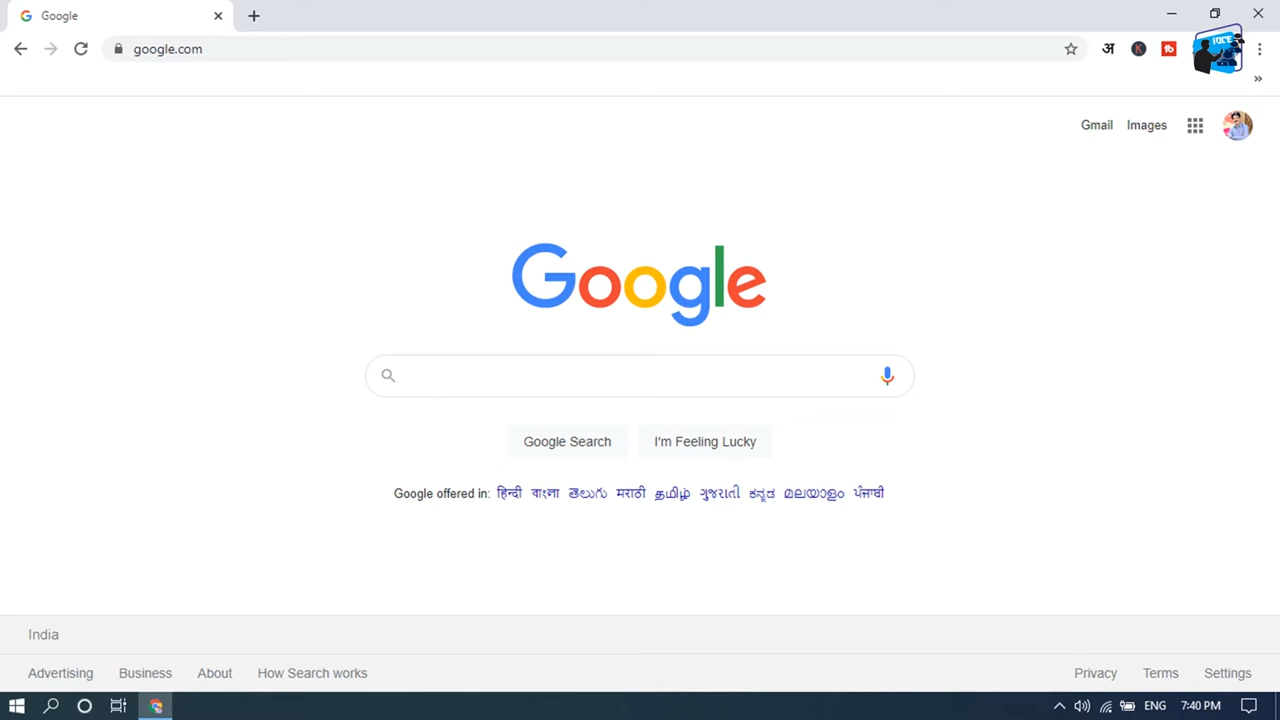 Google
google.com
अ
K
IQCE
Gmail Images
Google
Google Search I'm Feeling Lucky
Google offered in: हिन्दी বাংলা తెలుగు मराठी தமிழ் ગુજરાતી ಕನ್ನಡ മലയാളം ਪੰਜਾਬੀ
India
Advertising Business About How Search works Privacy Terms Settings
ENG 7:40 PM